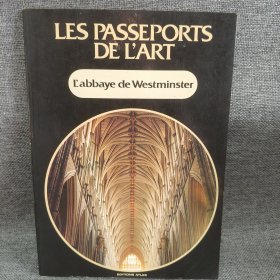 LES PASSEPORTS
DE L'ART
L'abbaye de Westminster
EDITIONS ATLAS